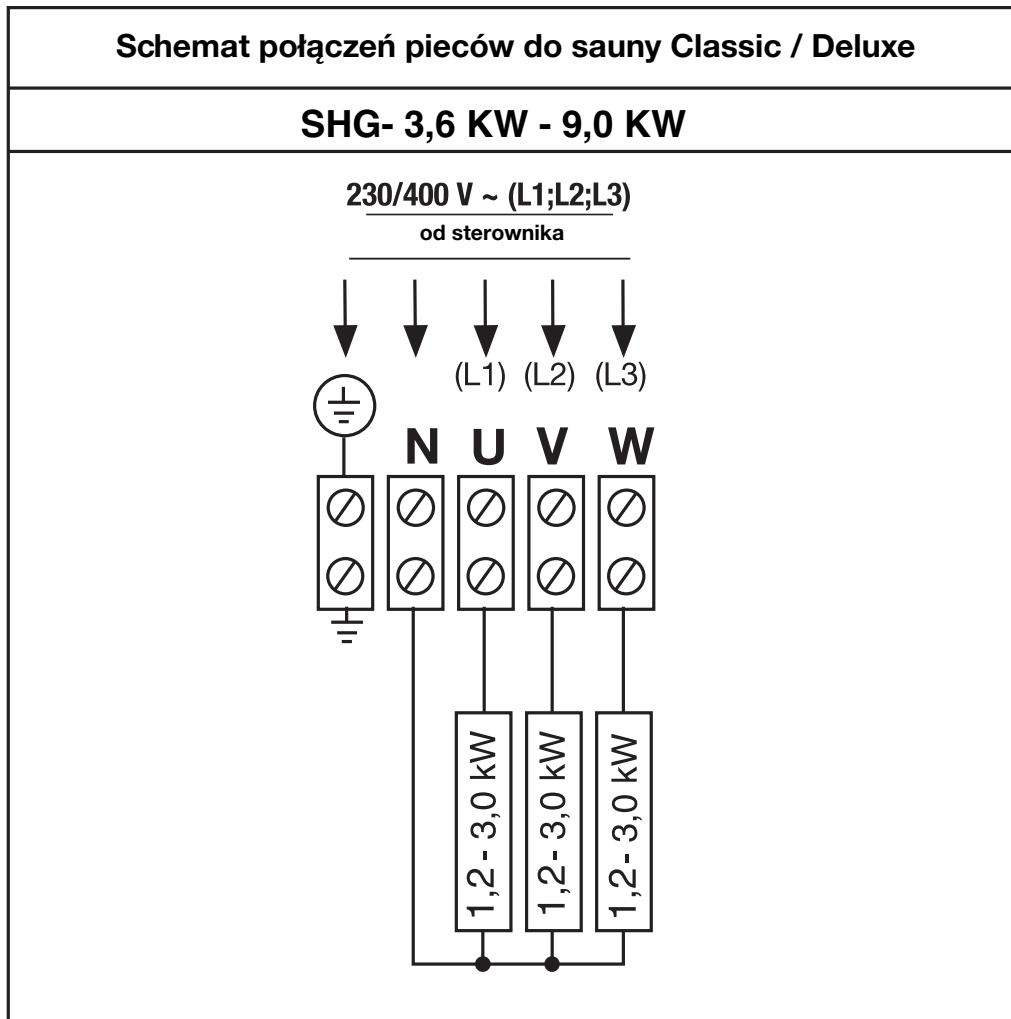 Schemat połączeń pieców do sauny Classic / Deluxe
SHG- 3,6 KW - 9,0 KW
230/400 V ~ (L1;L2;L3)
od sterownika
(L1) (L2) (L3)
N U V W
1,2- 3,0 kW
1,2- 3,0 kW
1,2- 3,0 kW